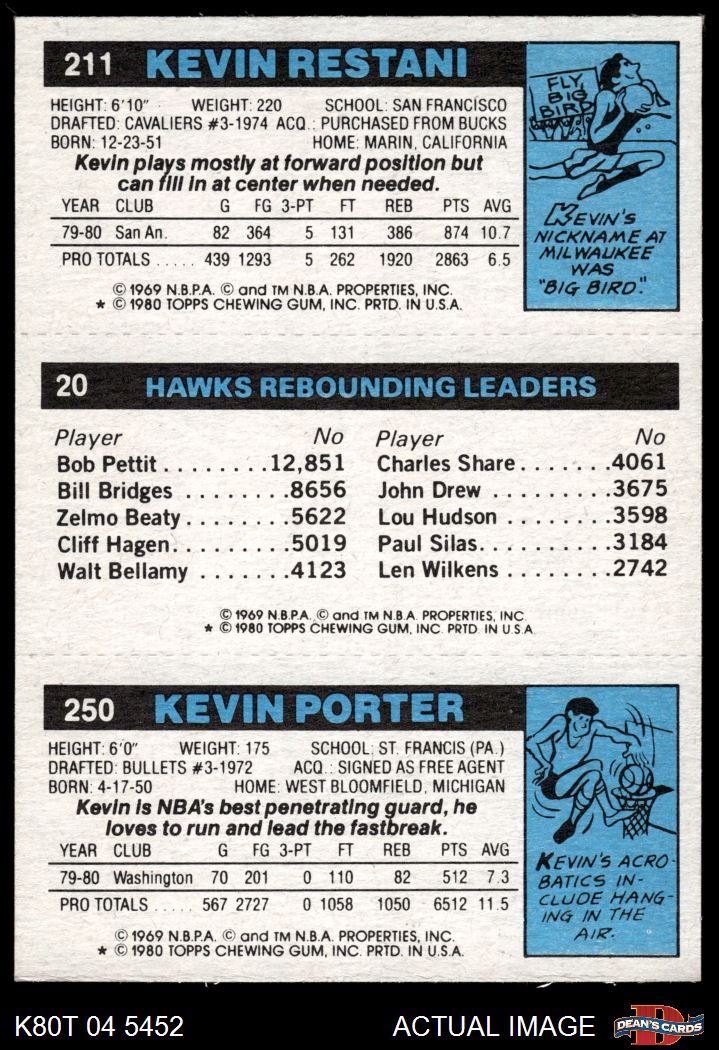 211 KEVIN RESTANI
HEIGHT: 6'10" WEIGHT: 220 SCHOOL: SAN FRANCISCO
DRAFTED: CAVALIERS #3-1974 ACQ.: PURCHASED FROM BUCKS
BORN: 12-23-51 HOME: MARIN, CALIFORNIA
Kevin plays mostly at forward position but
can fill in at center when needed.
YEAR CLUB G FG 3-PT FT REB PTS AVG
79-80 San An. 82 364 5 131 386 874 10.7
PRO TOTALS ..... 439 1293 5 262 1920 2863 6.5
© 1969 N.B.P.A. © and TM N.B.A. PROPERTIES, INC.
* © 1980 TOPPS CHEWING GUM, INC. PRTD. IN U.S.A.
FLY
BIG
BIRD
KEVIN'S
NICKNAME AT
MILWAUKEE
WAS
"BIG BIRD."
20 HAWKS REBOUNDING LEADERS
Player No Player No
Bob Pettit ........ 12,851 Charles Share ....... 4061
Bill Bridges ........ 8656 John Drew ......... 3675
Zelmo Beaty ........ 5622 Lou Hudson ........ 3598
Cliff Hagen ......... 5019 Paul Silas ......... 3184
Walt Bellamy ....... 4123 Len Wilkens ........ 2742
© 1969 N.B.P.A. © and TM N.B.A. PROPERTIES, INC.
* © 1980 TOPPS CHEWING GUM, INC. PRTD. IN U.S.A.
250 KEVIN PORTER
HEIGHT: 6'0" WEIGHT: 175 SCHOOL: ST. FRANCIS (PA.)
DRAFTED: BULLETS #3-1972 ACQ.: SIGNED AS FREE AGENT
BORN: 4-17-50 HOME: WEST BLOOMFIELD, MICHIGAN
Kevin is NBA's best penetrating guard, he
loves to run and lead the fastbreak.
YEAR CLUB G FG 3-PT FT REB PTS AVG
79-80 Washington 70 201 0 110 82 512 7.3
PRO TOTALS ..... 567 2727 0 1058 1050 6512 11.5
© 1969 N.B.P.A. © and TM N.B.A. PROPERTIES, INC.
* © 1980 TOPPS CHEWING GUM, INC. PRTD. IN U.S.A.
KEVIN'S ACRO-
BATICS IN-
CLUDE HANG-
ING IN THE
AIR.
K80T 04 5452 ACTUAL IMAGE D DEAN'S CARDS